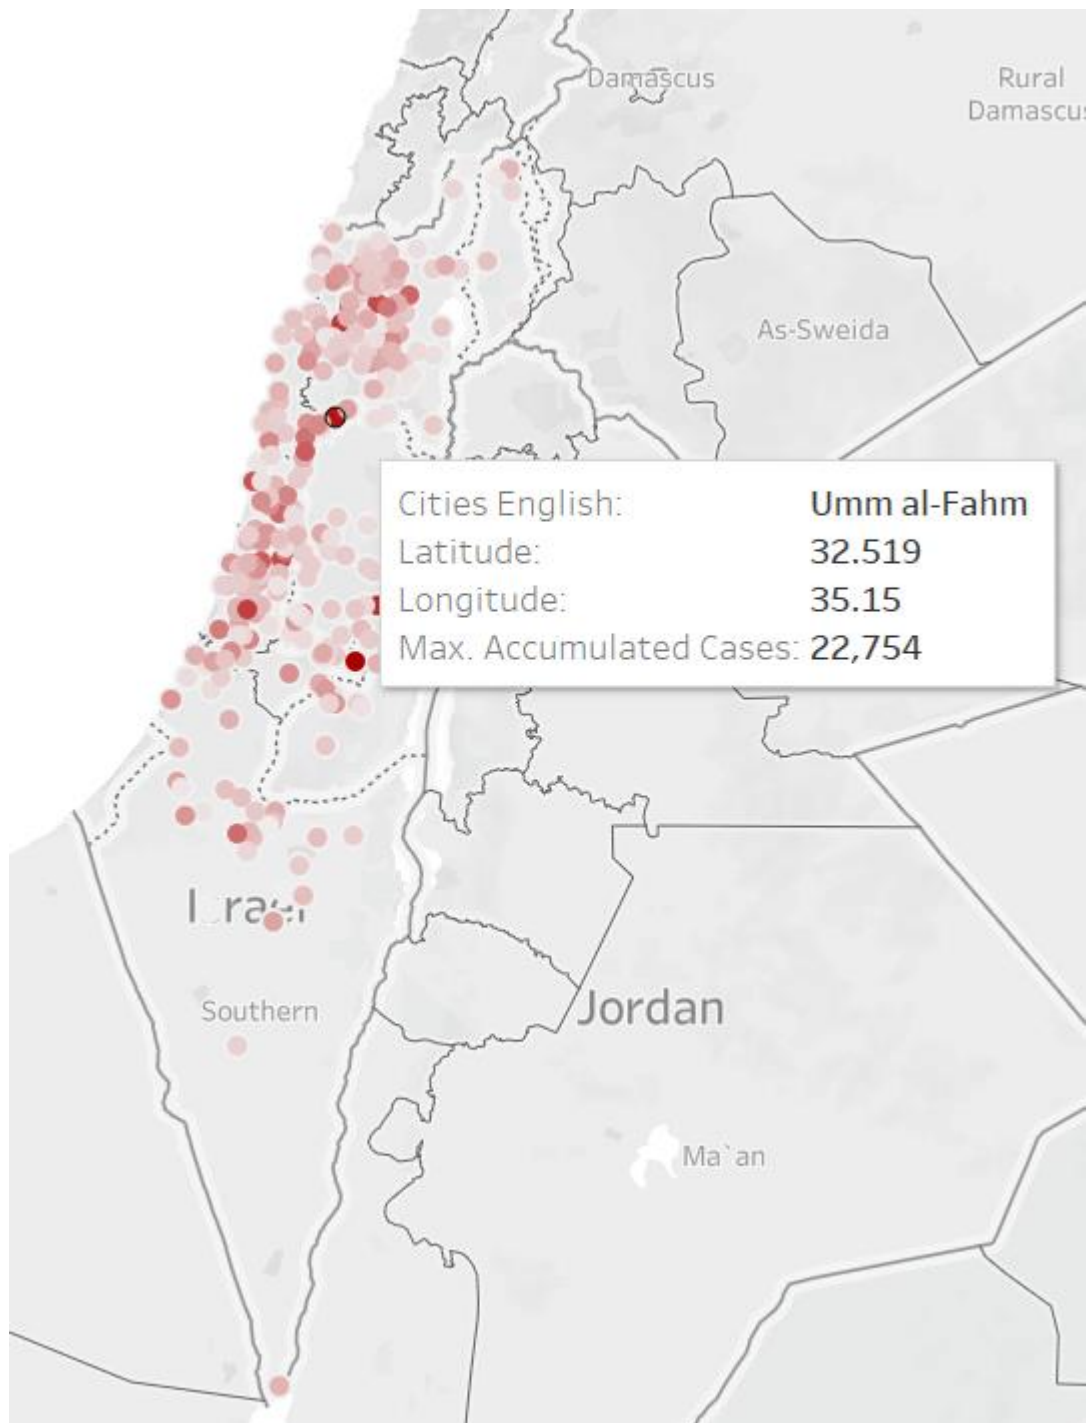 Damascus
Rural
Damascus
As-Sweida
Cities English: Umm al-Fahm
Latitude: 32.519
Longitude: 35.15
Max. Accumulated Cases: 22,754
Israel
Southern
Jordan
Ma`an